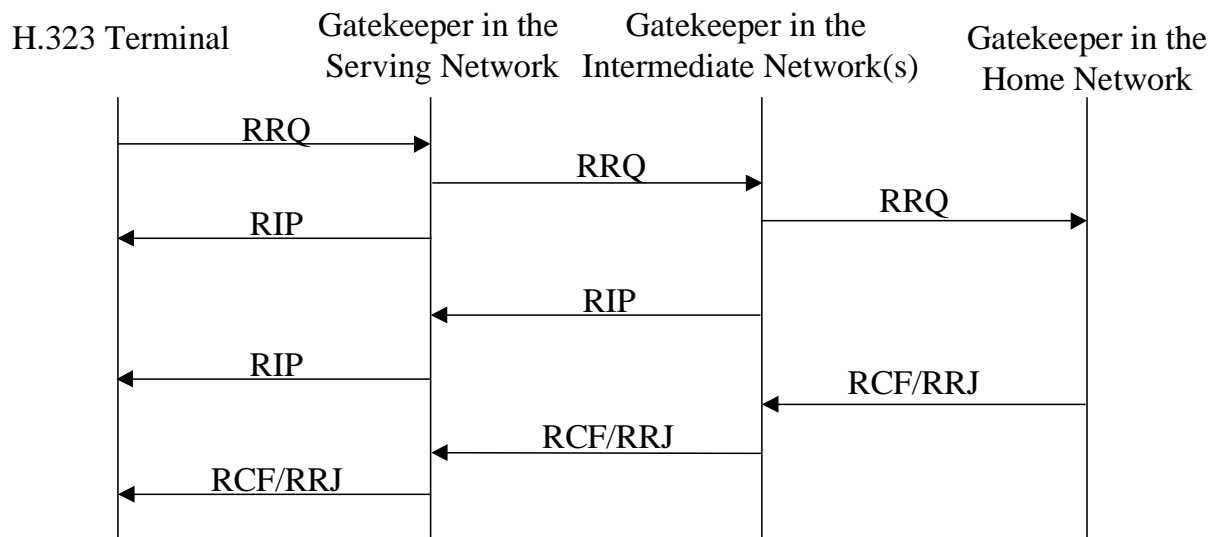 H.323 Terminal
Gatekeeper in the
Serving Network
Gatekeeper in the
Intermediate Network(s)
Gatekeeper in the
Home Network
RRQ
RRQ
RRQ
RIP
RIP
RIP
RCF/RRJ
RCF/RRJ
RCF/RRJ